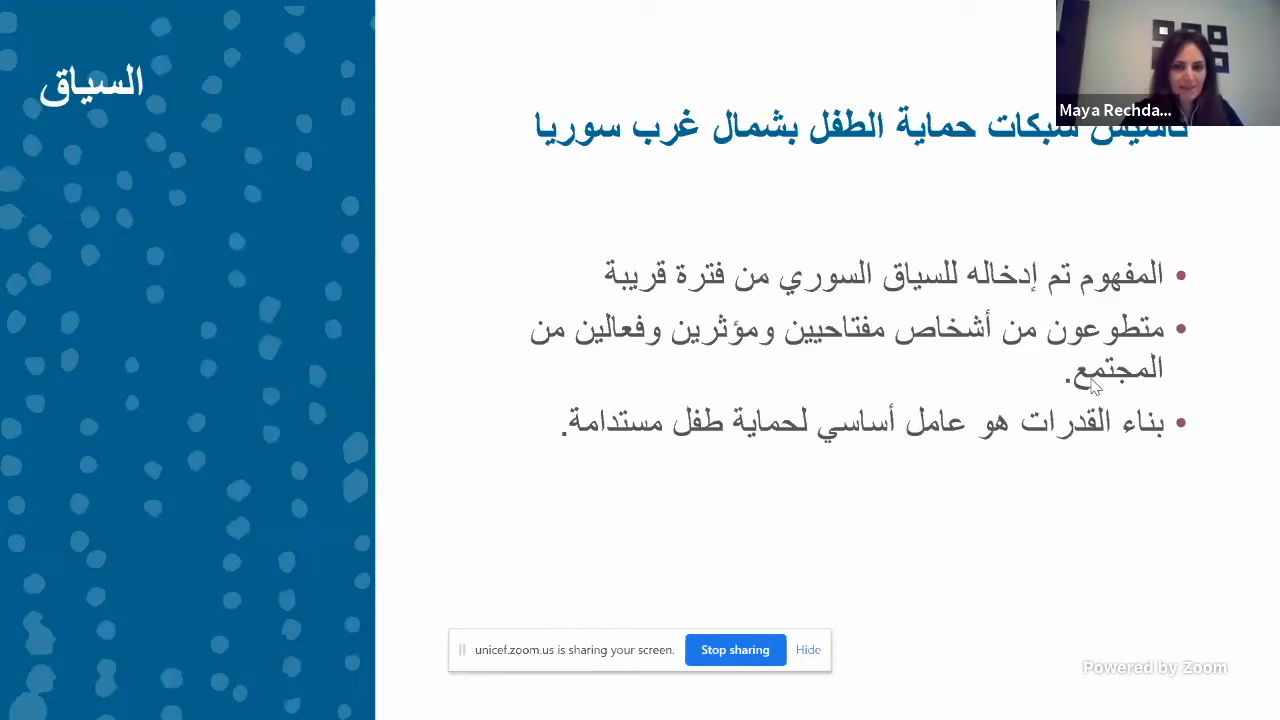 السياق
Maya Rechda...
شبكات حماية الطفل بشمال غرب سوريا
• المفهوم تم إدخاله للسياق السوري من فترة قريبة
• متطوعون من أشخاص مفتاحيين ومؤثرين وفعالين من
المجتمع.
• بناء القدرات هو عامل أساسي لحماية طفل مستدامة.
unicef.zoom.us is sharing your screen. Stop sharing Hide
Powered by Zoom